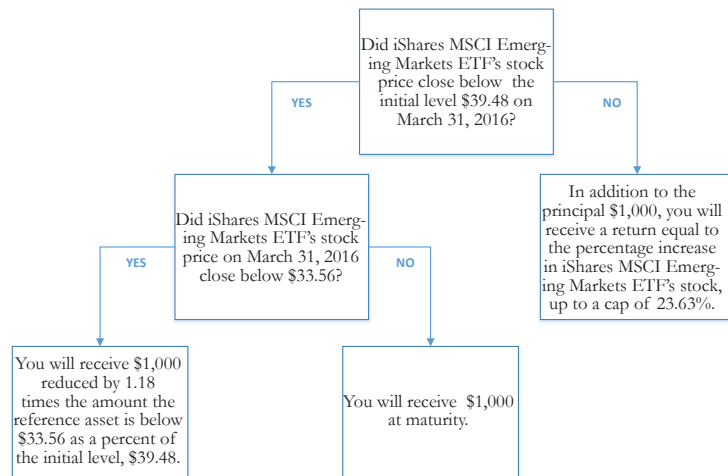 Did iShares MSCI Emerg-
ing Markets ETF's stock
price close below the
initial level $39.48 on
March 31, 2016?
YES
NO
Did iShares MSCI Emerg-
ing Markets ETF's stock
price on March 31, 2016
close below $33.56?
In addition to the
principal $1,000, you will
receive a return equal to
the percentage increase
in iShares MSCI Emerg-
ing Markets ETF's stock,
up to a cap of 23.63%.
YES
NO
You will receive $1,000
reduced by 1.18
times the amount the
reference asset is below
$33.56 as a percent of
the initial level, $39.48.
You will receive $1,000
at maturity.